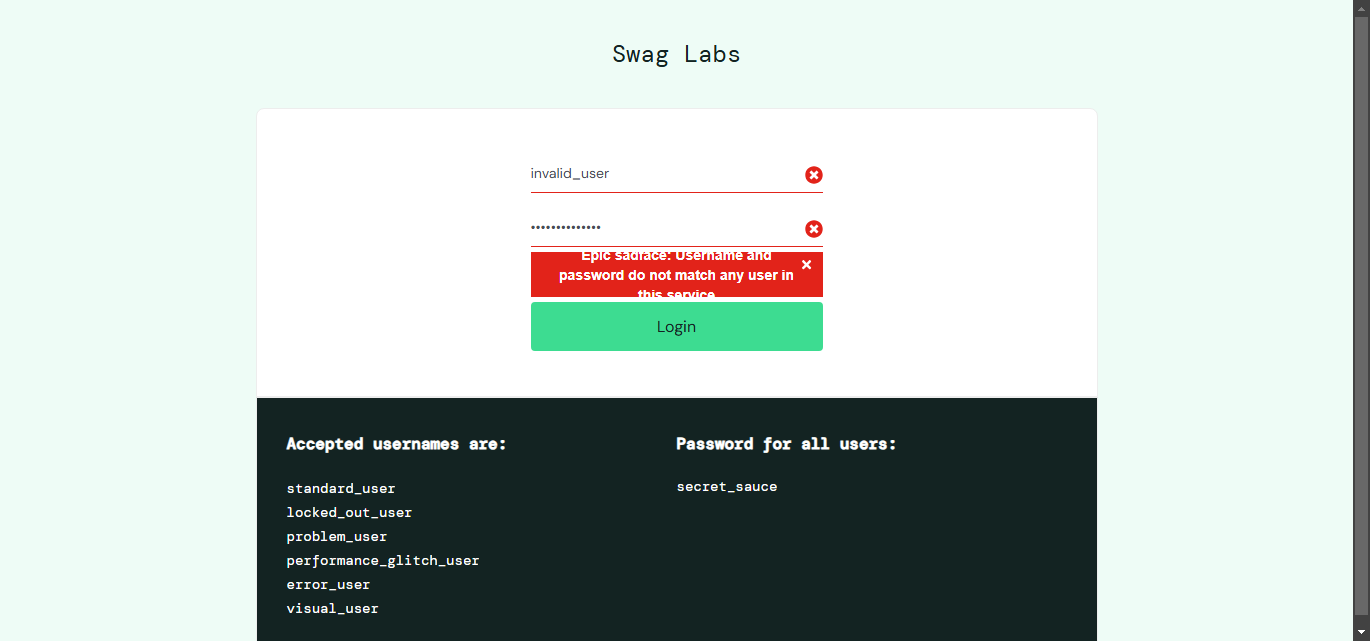 Swag Labs
invalid_user
••••••••••••••
Epic sadface: Username and
password do not match any user in
this service
Login
Accepted usernames are:
Password for all users:
standard_user
secret_sauce
locked_out_user
problem_user
performance_glitch_user
error_user
visual_user